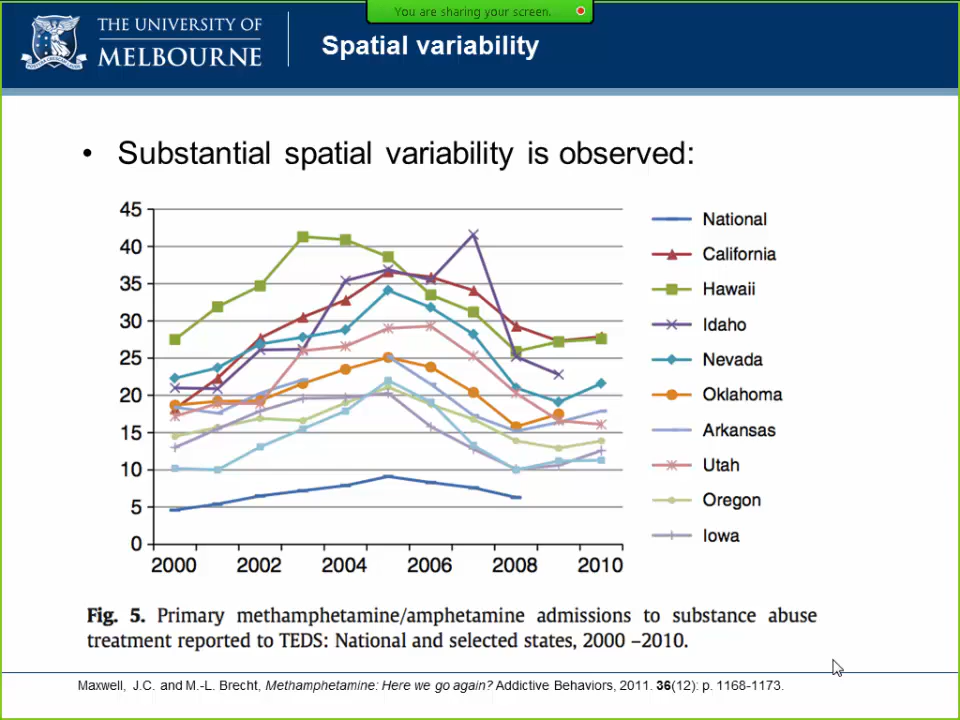 You are sharing your screen.
THE UNIVERSITY OF
MELBOURNE
Spatial variability
• Substantial spatial variability is observed:
45
40
35
30
25
20
15
10
5
0
2000 2002 2004 2006 2008 2010
National
California
Hawaii
Idaho
Nevada
Oklahoma
Arkansas
Utah
Oregon
Iowa
Fig. 5. Primary methamphetamine/amphetamine admissions to substance abuse
treatment reported to TEDS: National and selected states, 2000 –2010.
Maxwell, J.C. and M.-L. Brecht, Methamphetamine: Here we go again? Addictive Behaviors, 2011. 36(12): p. 1168-1173.